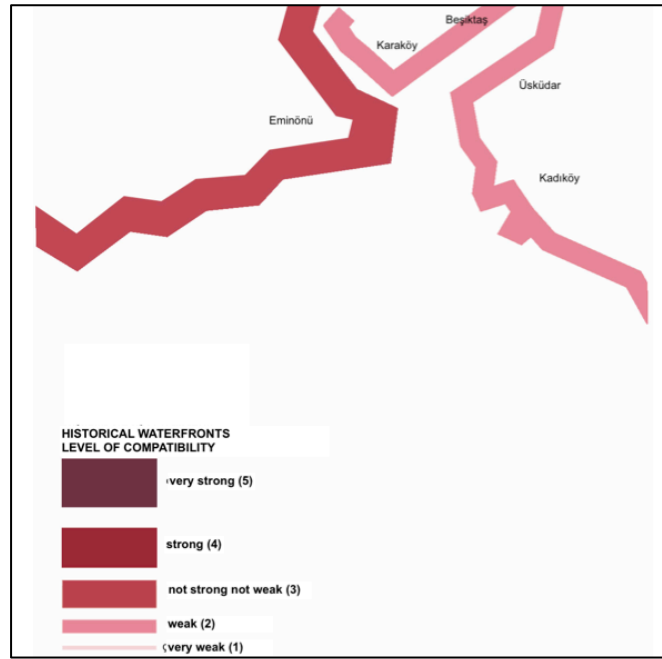 Beşiktaş
Karaköy
Üsküdar
Eminönü
Kadıköy
HISTORICAL WATERFRONTS
LEVEL OF COMPATIBILITY
very strong (5)
strong (4)
not strong not weak (3)
weak (2)
very weak (1)